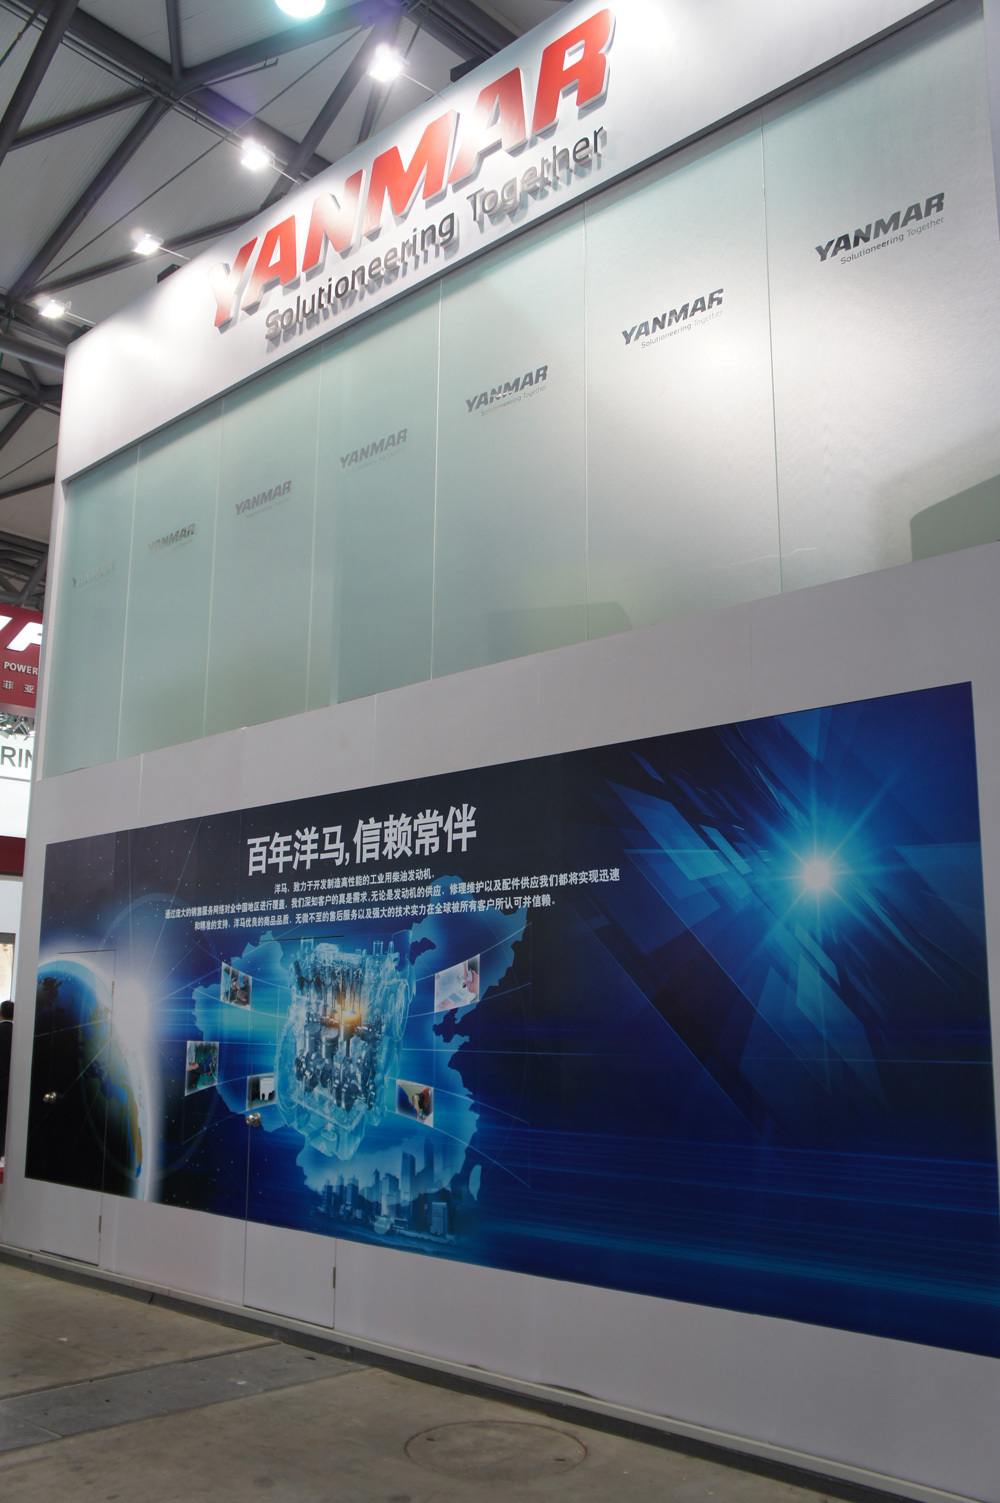 YANMAR
Solutioneering Together
YANMAR
Solutioneering Together
YANMAR
Solutioneering Together
YANMAR
Solutioneering Together
YANMAR
YANMAR
YANMAR
YANMAR
POWER
菲亚
RIN
百年洋马,信赖常伴
洋马、致力于开发制造高性能的工业用柴油发动机.
通过庞大的销售服务网络对全中国地区进行覆盖、我们深知客户的真是需求,无论是发动机的供应、修理维护以及配件供应我们都将实现迅速
和精准的支持、洋马优良的商品品质、无微不至的售后服务以及强大的技术实力在全球被所有客户所认可并信赖。